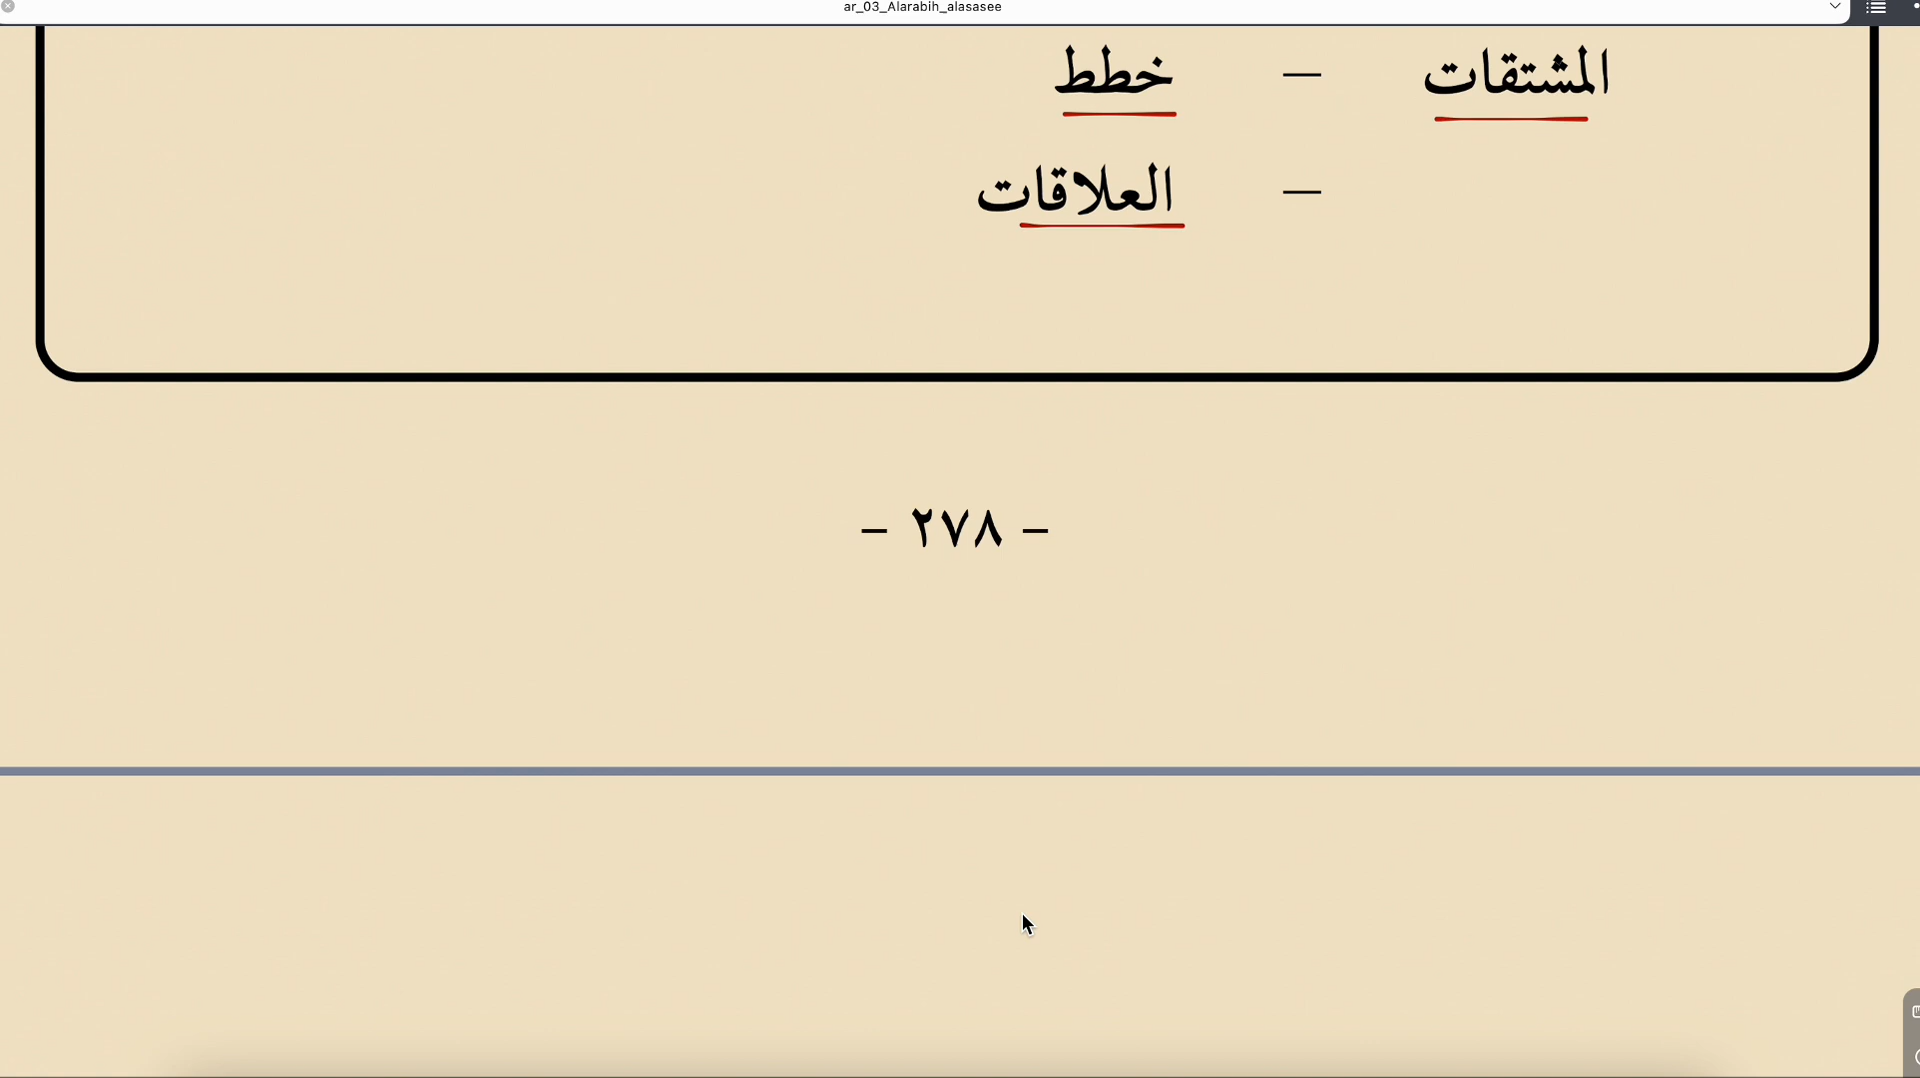 ar_03_Alarabih_alasasee
المشتقات — خطط
— العلاقات
– ٢٧٨ –